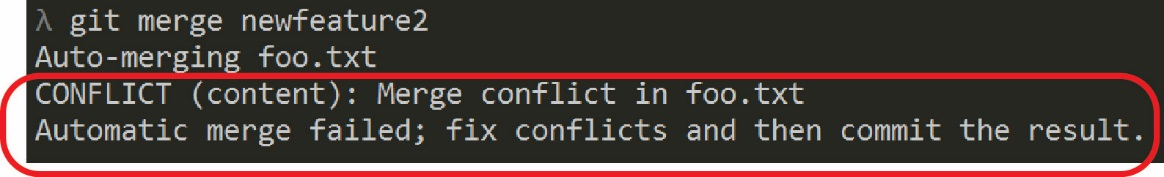 λ git merge newfeature2
Auto-merging foo.txt
CONFLICT (content): Merge conflict in foo.txt
Automatic merge failed; fix conflicts and then commit the result.